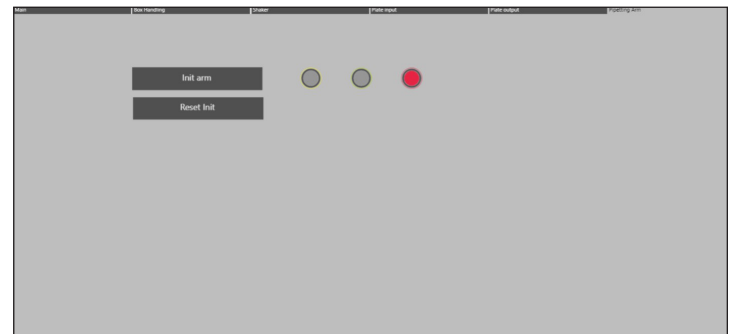 Main Box Handling Shaker Plate input Plate output Pipetting Arm
Init arm
Reset Init